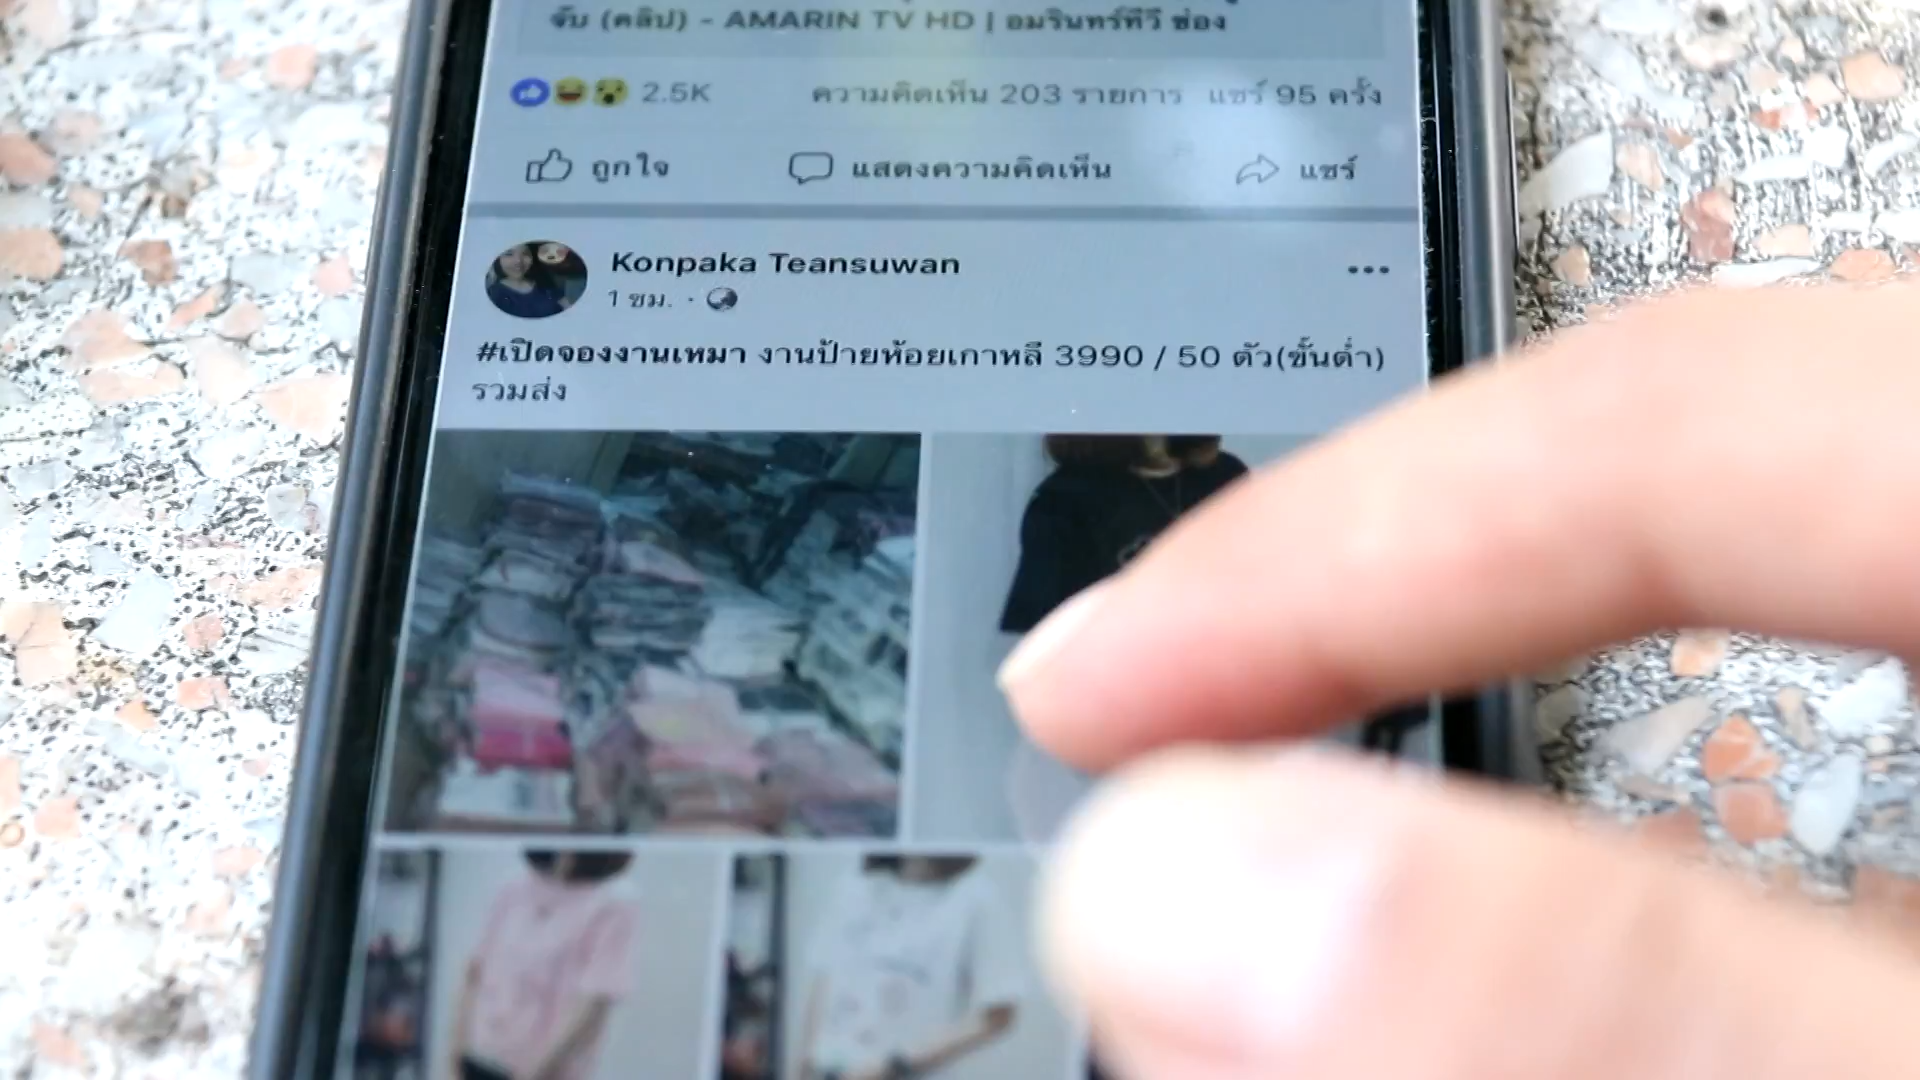 จับ (คลิป) - AMARIN TV HD | อมรินทร์ทีวี ช่อง
2.5K ความคิดเห็น 203 รายการ แชร์ 95 ครั้ง
ถูกใจ แสดงความคิดเห็น แชร์
Konpaka Teansuwan
1 ชม. ·
#เปิดจองงานเหมา งานป้ายห้อยเกาหลี 3990 / 50 ตัว(ขั้นต่ำ)
รวมส่ง